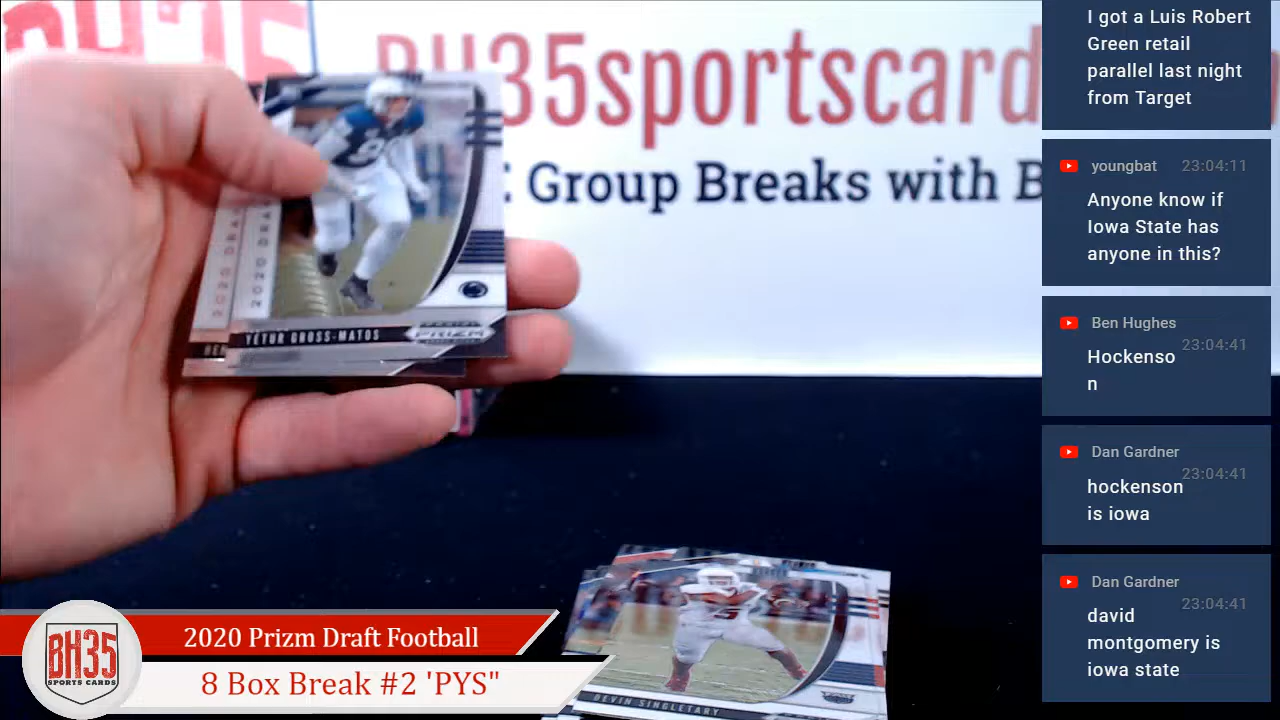 BH35
BH35sportscard
Group Breaks with B
2020 DRA
2020 DRA
YETUR GROSS-MATOS
PRIZM
DEVIN SINGLETARY
BH35
SPORTS CARDS
2020 Prizm Draft Football
8 Box Break #2 'PYS"
I got a Luis Robert
Green retail
parallel last night
from Target
youngbat 23:04:11
Anyone know if
Iowa State has
anyone in this?
Ben Hughes
23:04:41
Hockenso
n
Dan Gardner
23:04:41
hockenson
is iowa
Dan Gardner
23:04:41
david
montgomery is
iowa state